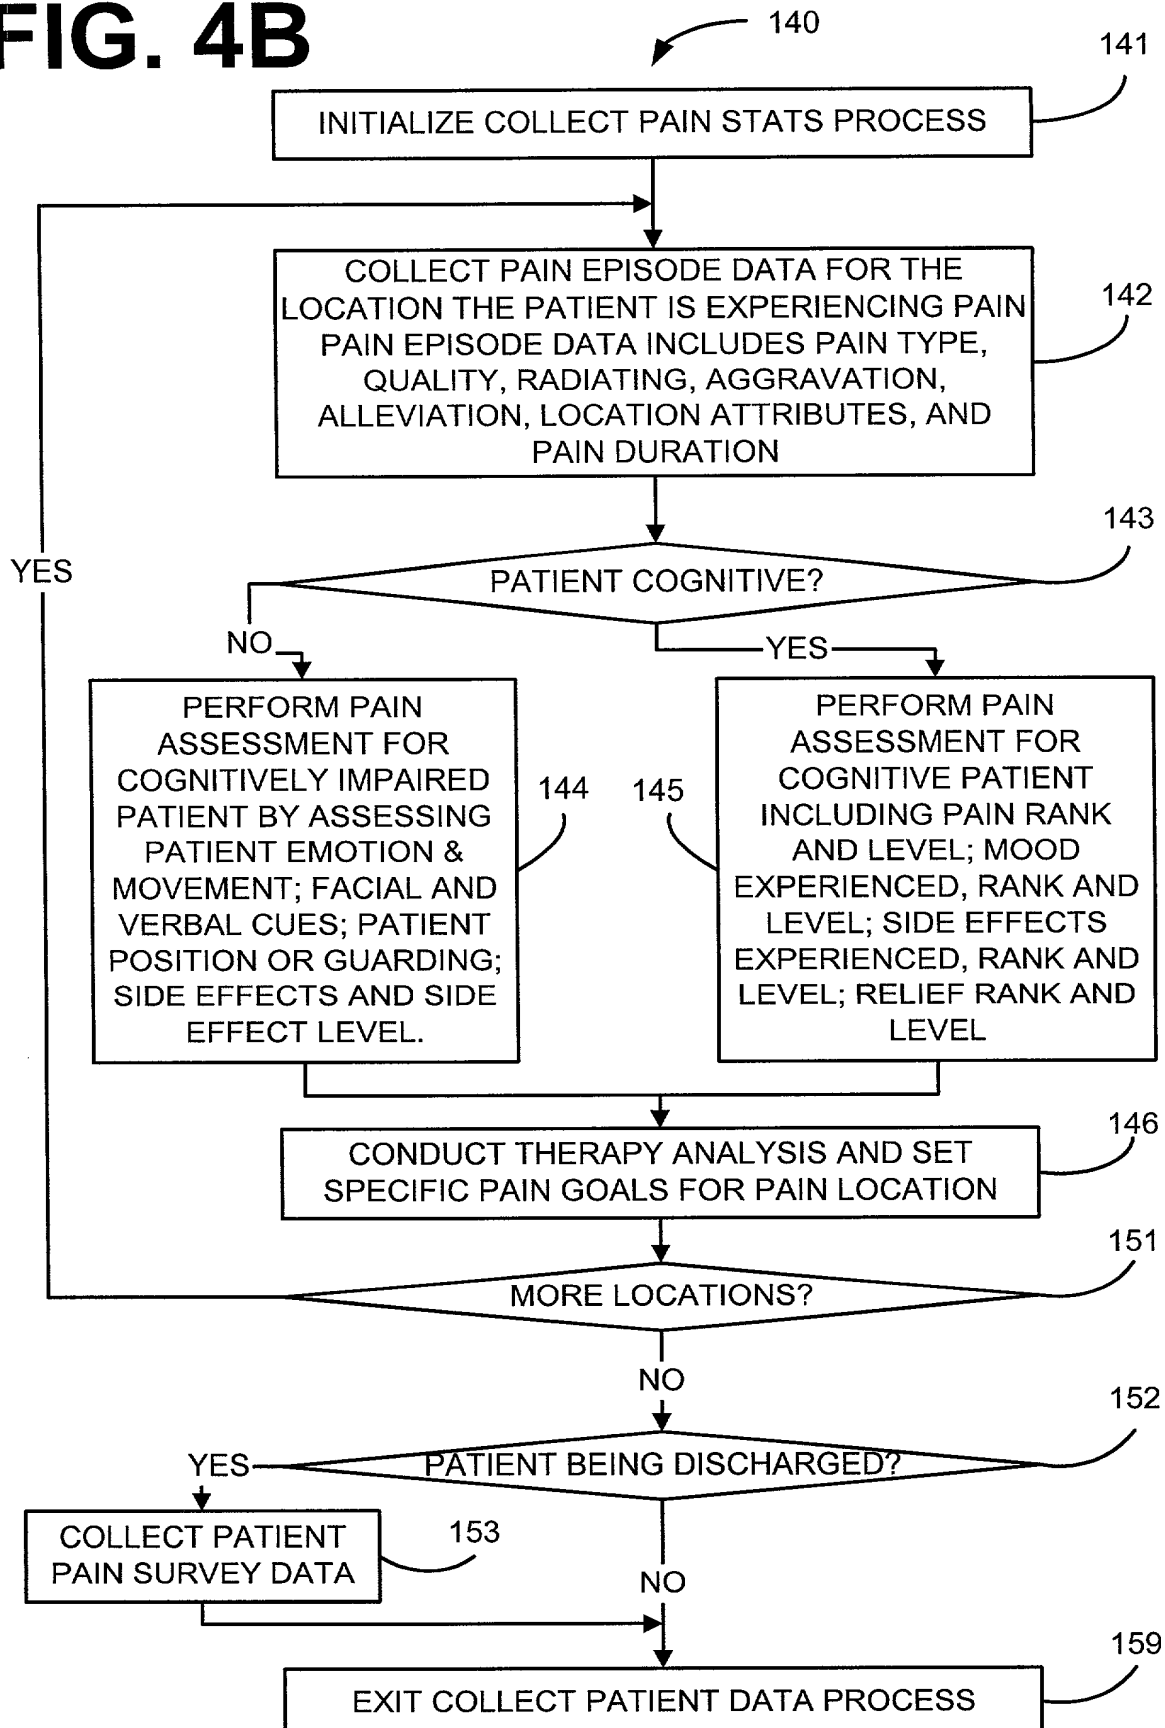 FIG. 4B
140
141
INITIALIZE COLLECT PAIN STATS PROCESS
COLLECT PAIN EPISODE DATA FOR THE
LOCATION THE PATIENT IS EXPERIENCING PAIN
PAIN EPISODE DATA INCLUDES PAIN TYPE,
QUALITY, RADIATING, AGGRAVATION,
ALLEVIATION, LOCATION ATTRIBUTES, AND
PAIN DURATION
142
143
PATIENT COGNITIVE?
YES
NO
YES
PERFORM PAIN
ASSESSMENT FOR
COGNITIVELY IMPAIRED
PATIENT BY ASSESSING
PATIENT EMOTION &
MOVEMENT; FACIAL AND
VERBAL CUES; PATIENT
POSITION OR GUARDING;
SIDE EFFECTS AND SIDE
EFFECT LEVEL.
144
145
PERFORM PAIN
ASSESSMENT FOR
COGNITIVE PATIENT
INCLUDING PAIN RANK
AND LEVEL; MOOD
EXPERIENCED, RANK AND
LEVEL; SIDE EFFECTS
EXPERIENCED, RANK AND
LEVEL; RELIEF RANK AND
LEVEL
146
CONDUCT THERAPY ANALYSIS AND SET
SPECIFIC PAIN GOALS FOR PAIN LOCATION
151
MORE LOCATIONS?
NO
152
YES
PATIENT BEING DISCHARGED?
COLLECT PATIENT
PAIN SURVEY DATA
153
NO
159
EXIT COLLECT PATIENT DATA PROCESS